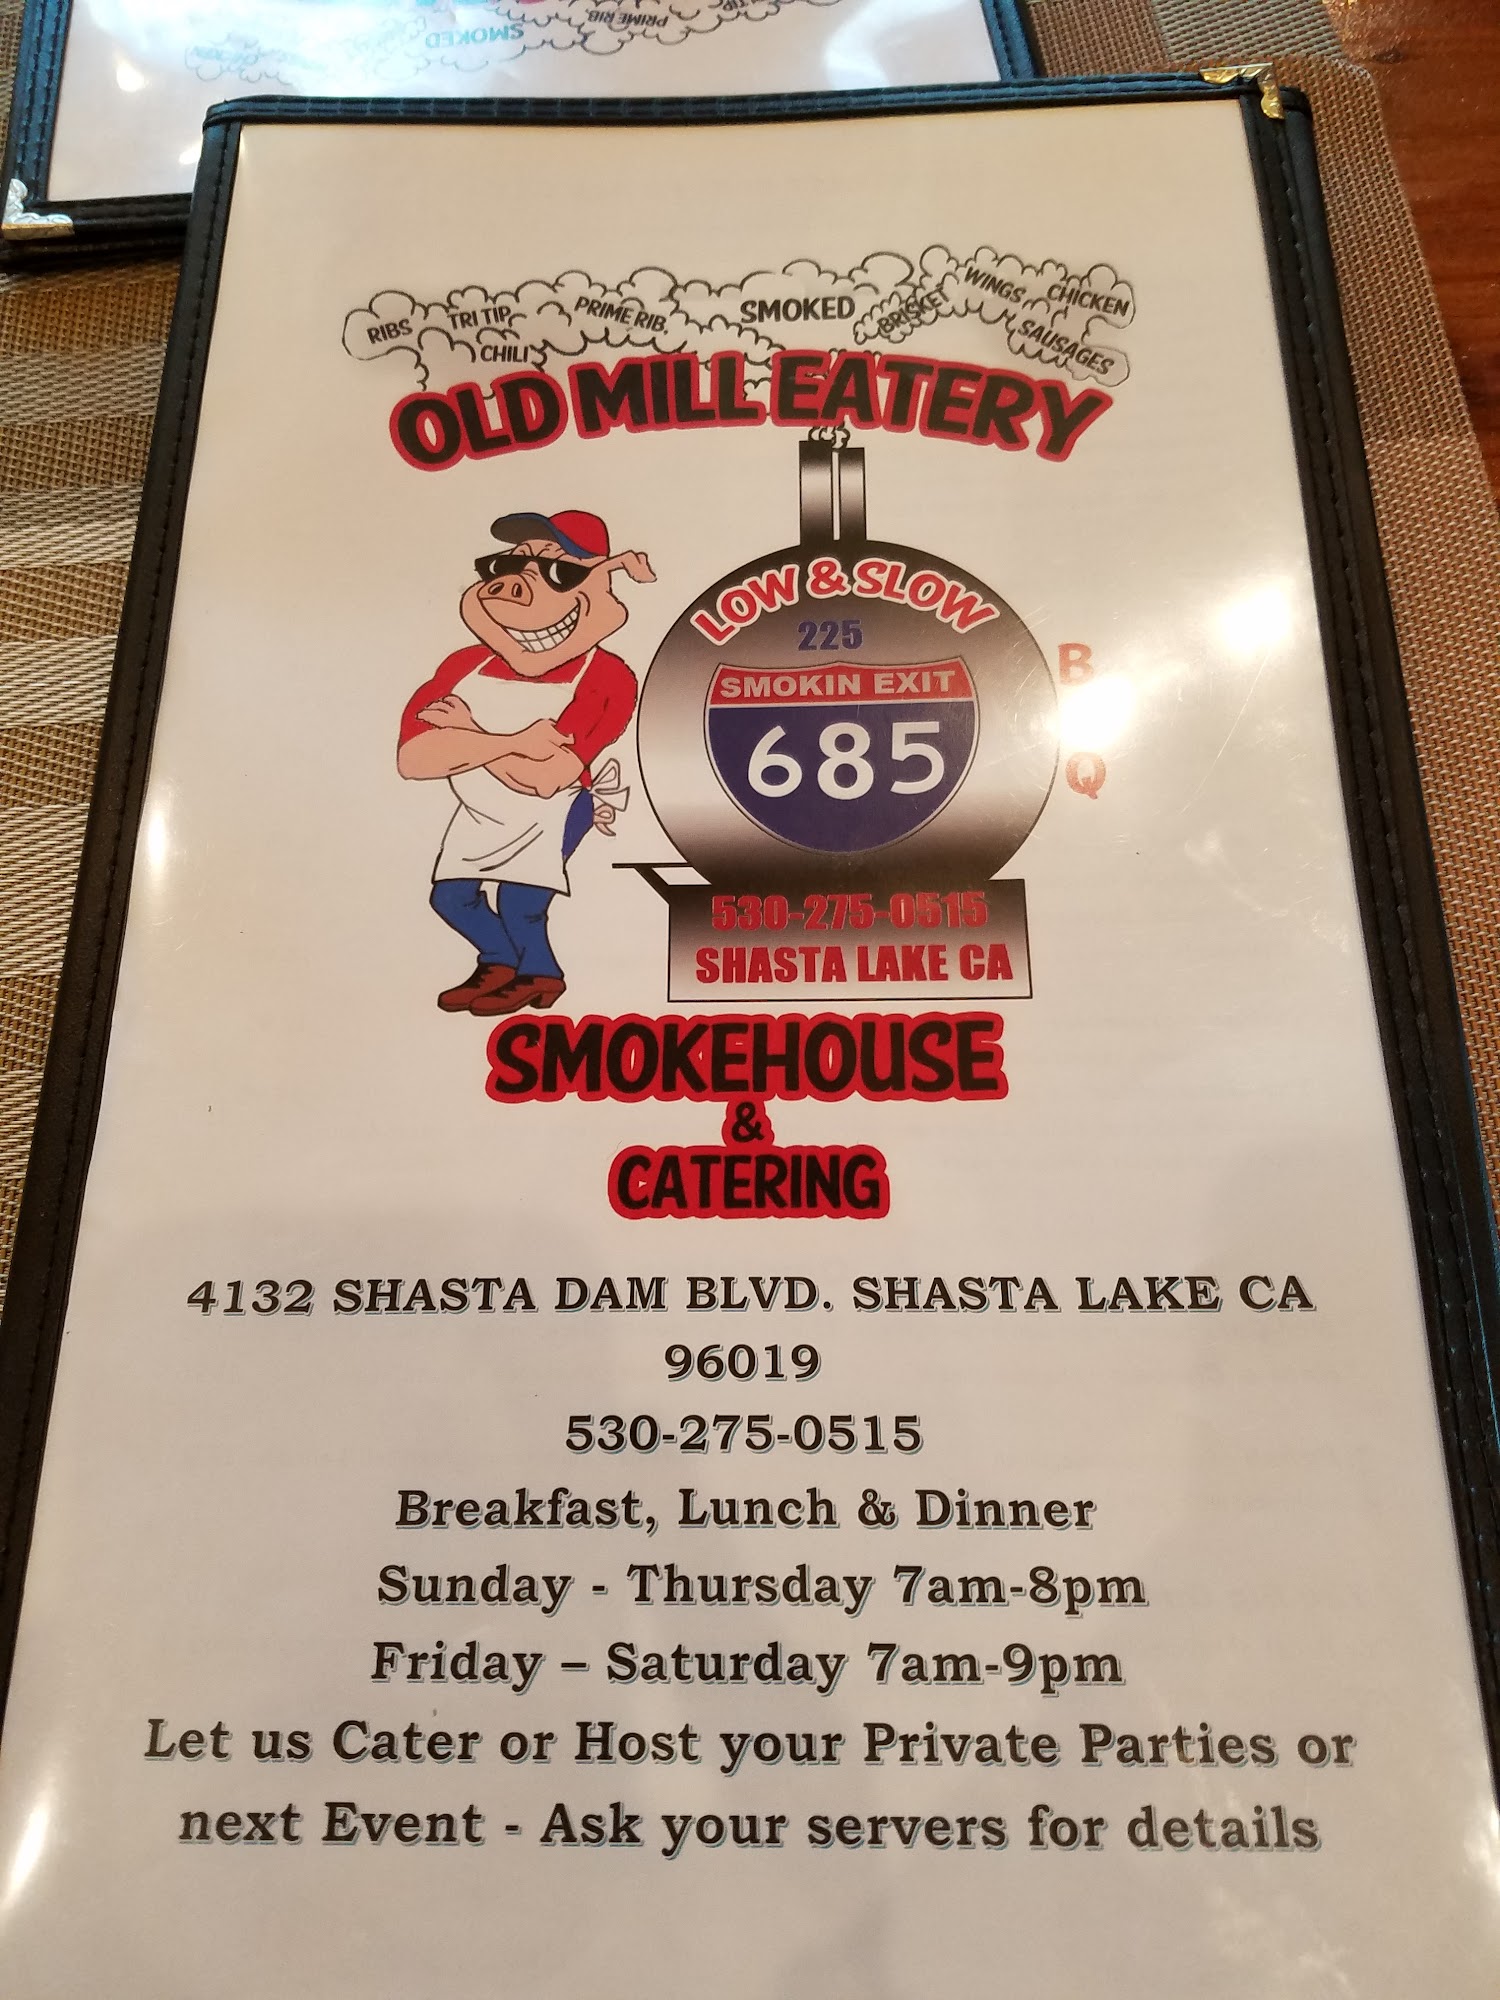 PRIME RIB,
SMOKED
RIBS
TRI TIP,
CHILI
PRIME RIB,
SMOKED
BRISKET
WINGS,
CHICKEN
SAUSAGES
OLD MILL EATERY
LOW & SLOW
225
SMOKIN EXIT
685
B
Q
530-275-0515
SHASTA LAKE CA
SMOKEHOUSE
&
CATERING
4132 SHASTA DAM BLVD. SHASTA LAKE CA
96019
530-275-0515
Breakfast, Lunch & Dinner
Sunday - Thursday 7am-8pm
Friday – Saturday 7am-9pm
Let us Cater or Host your Private Parties or
next Event - Ask your servers for details